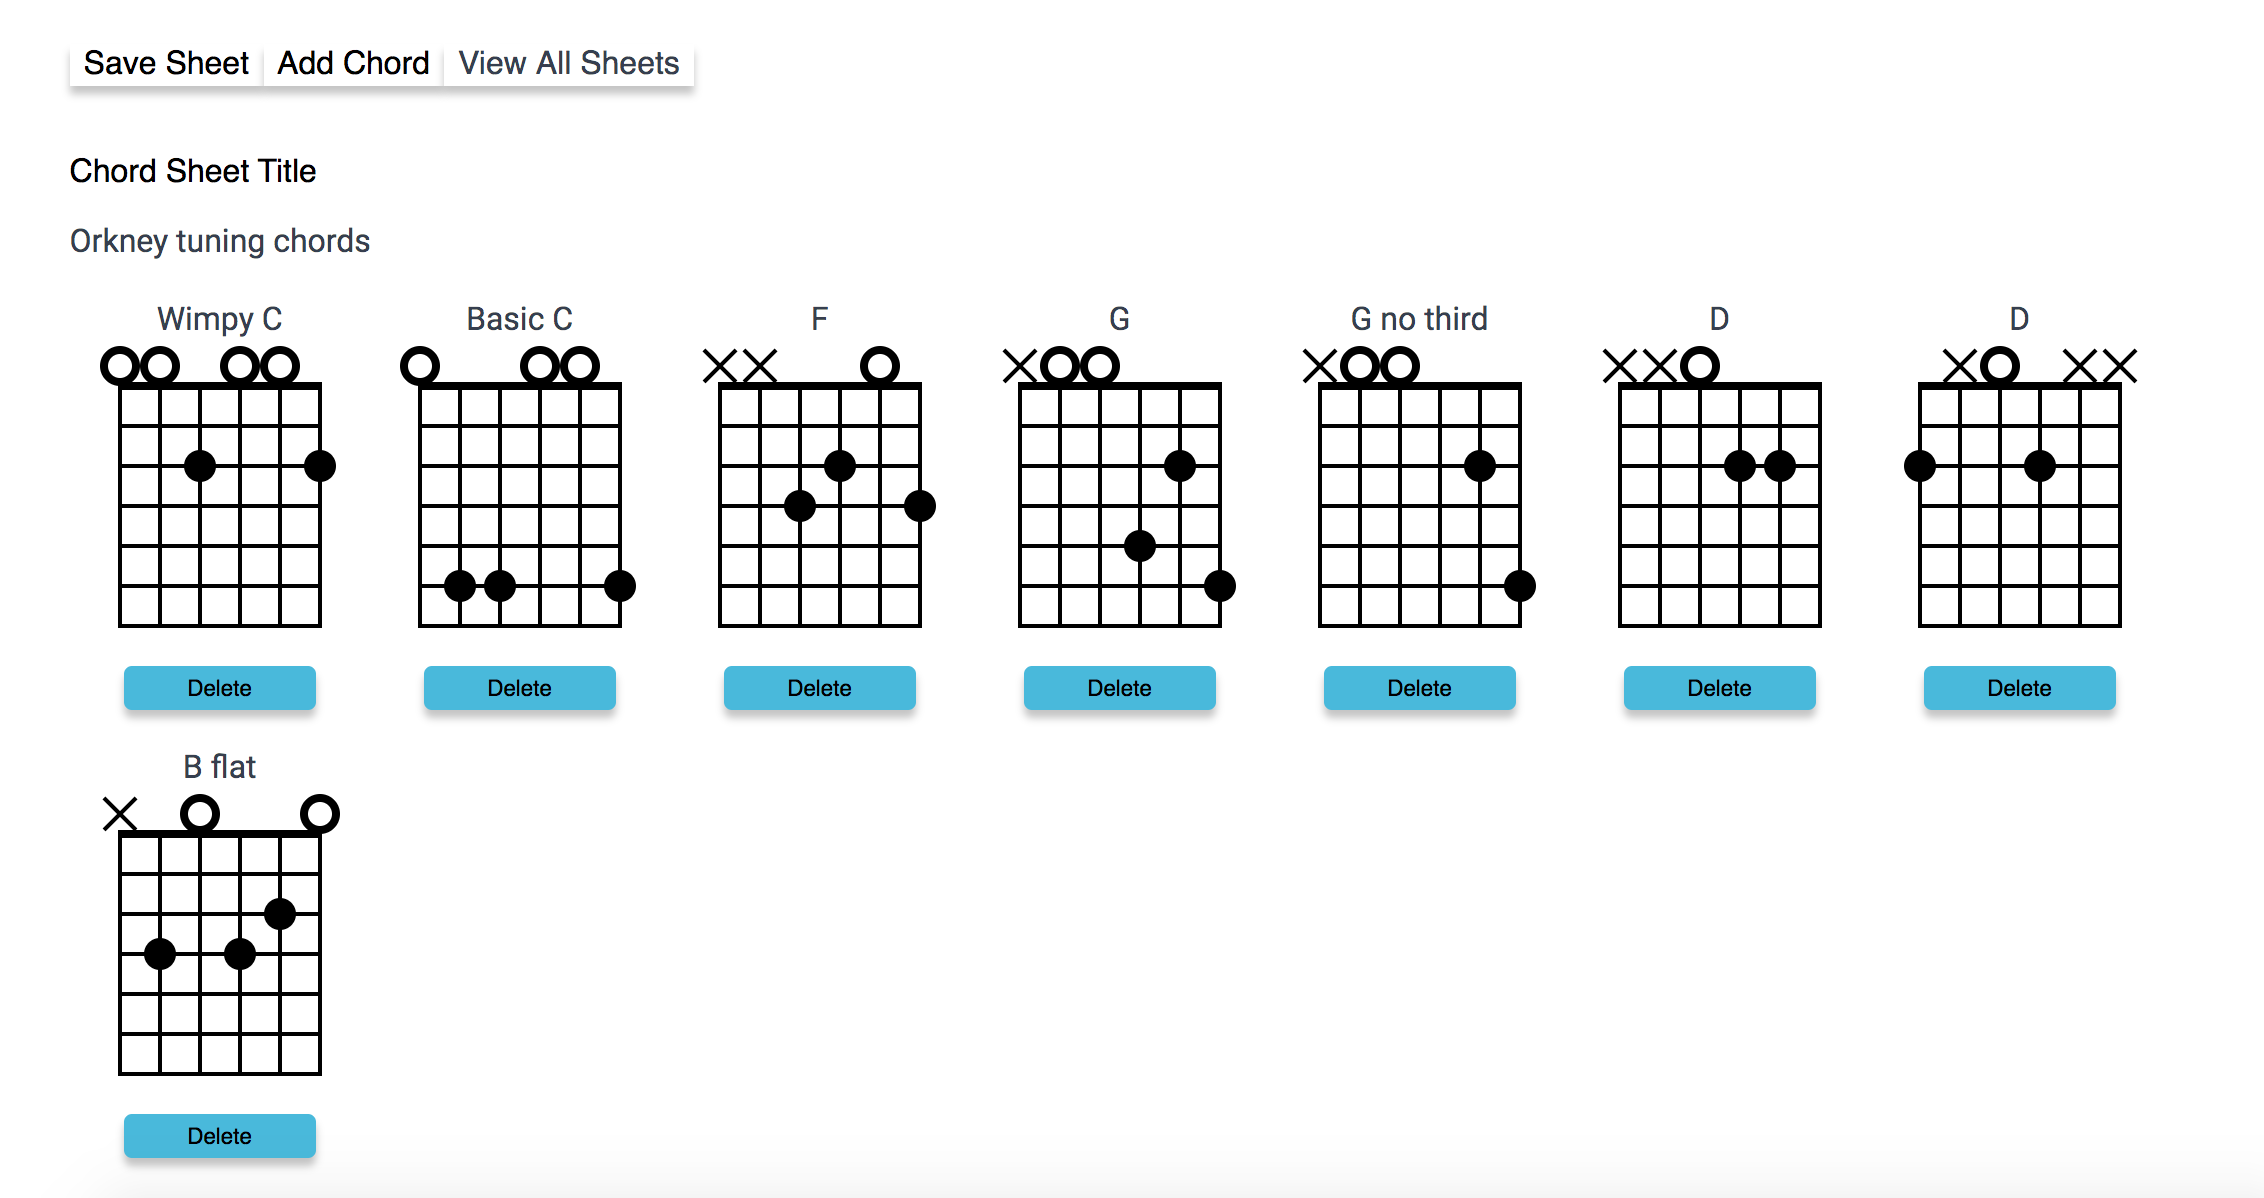 Save Sheet Add Chord View All Sheets
Chord Sheet Title
Orkney tuning chords
Wimpy C Basic C F G G no third D D
Delete Delete Delete Delete Delete Delete Delete
B flat
Delete